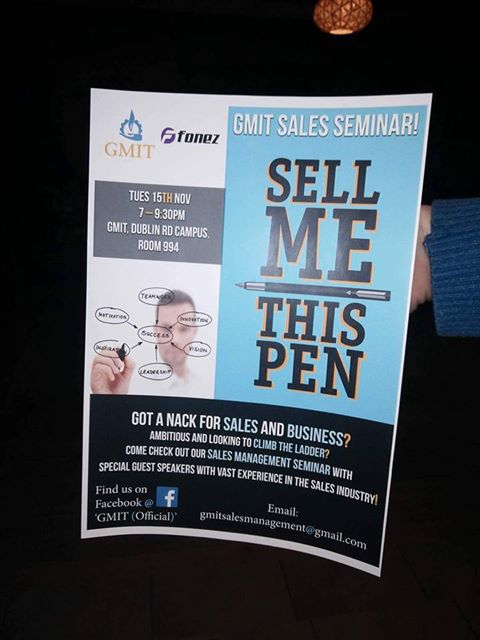 GMIT
fonez
GMIT SALES SEMINAR!
TUES 15TH NOV
7 – 9:30PM
GMIT, DUBLIN RD CAMPUS,
ROOM 994
SELL
ME
THIS
PEN
TEAMWORK
MOTIVATION
INNOVATION
SUCCESS
VISION
LEADERSHIP
GOT A NACK FOR SALES AND BUSINESS?
AMBITIOUS AND LOOKING TO CLIMB THE LADDER?
COME CHECK OUT OUR SALES MANAGEMENT SEMINAR WITH
SPECIAL GUEST SPEAKERS WITH VAST EXPERIENCE IN THE SALES INDUSTRY!
Find us on
Facebook @ f
'GMIT (Official)'
Email:
gmitsalesmanagement@gmail.com